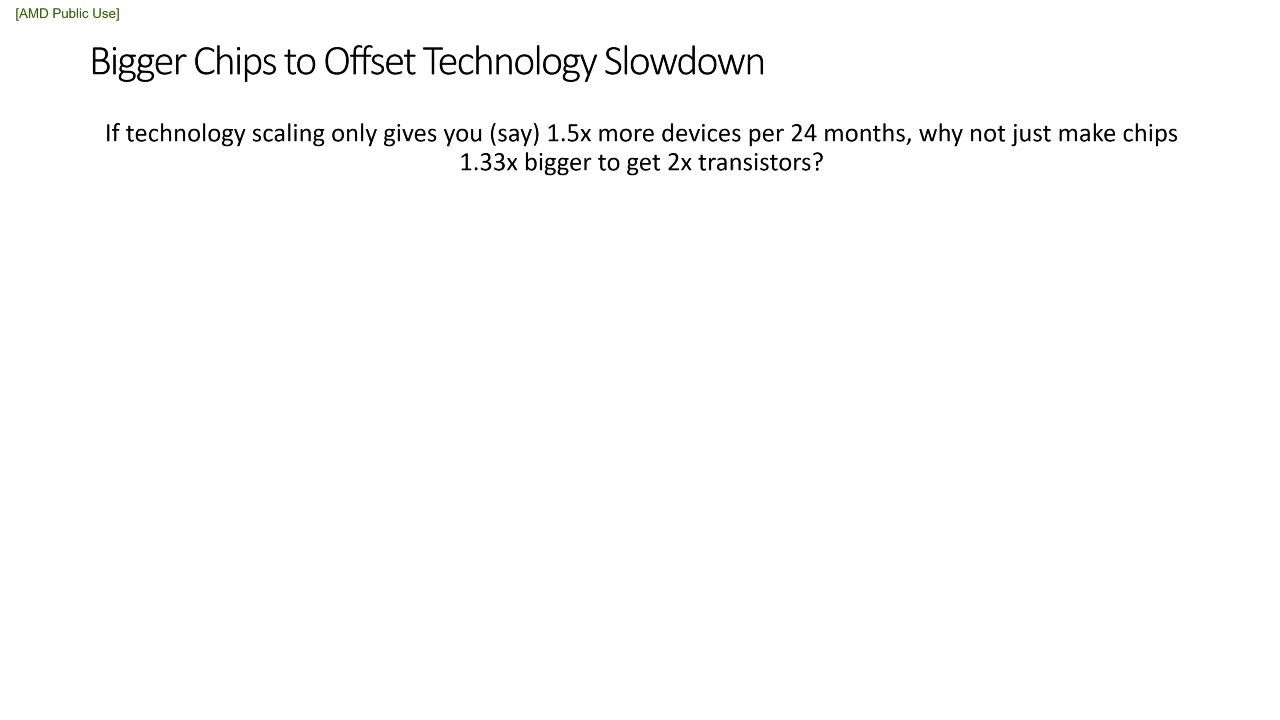 [AMD Public Use]
Bigger Chips to Offset Technology Slowdown
If technology scaling only gives you (say) 1.5x more devices per 24 months, why not just make chips
1.33x bigger to get 2x transistors?